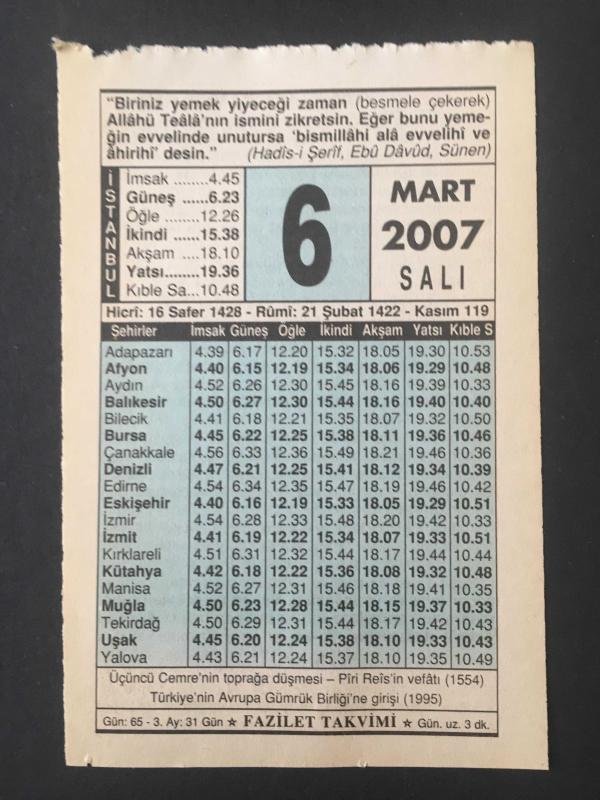 “Biriniz yemek yiyeceği zaman (besmele çekerek)
Allâhü Teâlâ’nın ismini zikretsin. Eğer bunu yeme-
ğin evvelinde unutursa ‘bismillâhi alâ evvelihî ve
âhirihî’ desin.” (Hadîs-i Şerîf, Ebû Dâvûd, Sünen)
İSTANBUL
İmsak ........4.45
Güneş ......6.23
Öğle ........12.26
İkindi ......15.38
Akşam ....18.10
Yatsı........19.36
Kıble Sa...10.48
6
MART
2007
SALI
Hicrî: 16 Safer 1428 - Rûmî: 21 Şubat 1422 - Kasım 119
Şehirler İmsak Güneş Öğle İkindi Akşam Yatsı Kıble S
Adapazarı 4.39 6.17 12.20 15.32 18.05 19.30 10.53
Afyon 4.40 6.15 12.19 15.34 18.06 19.29 10.48
Aydın 4.52 6.26 12.30 15.45 18.16 19.39 10.33
Balıkesir 4.50 6.27 12.30 15.44 18.16 19.40 10.40
Bilecik 4.41 6.18 12.21 15.35 18.07 19.32 10.50
Bursa 4.45 6.22 12.25 15.38 18.11 19.36 10.46
Çanakkale 4.56 6.33 12.36 15.49 18.21 19.46 10.36
Denizli 4.47 6.21 12.25 15.41 18.12 19.34 10.39
Edirne 4.54 6.34 12.35 15.47 18.19 19.46 10.42
Eskişehir 4.40 6.16 12.19 15.33 18.05 19.29 10.51
İzmir 4.54 6.28 12.33 15.48 18.20 19.42 10.33
İzmit 4.41 6.19 12.22 15.34 18.07 19.33 10.51
Kırklareli 4.51 6.31 12.32 15.44 18.17 19.44 10.44
Kütahya 4.42 6.18 12.22 15.36 18.08 19.32 10.48
Manisa 4.52 6.27 12.31 15.46 18.18 19.41 10.35
Muğla 4.50 6.23 12.28 15.44 18.15 19.37 10.33
Tekirdağ 4.50 6.29 12.31 15.44 18.17 19.42 10.43
Uşak 4.45 6.20 12.24 15.38 18.10 19.33 10.43
Yalova 4.43 6.21 12.24 15.37 18.10 19.35 10.49
Üçüncü Cemre’nin toprağa düşmesi – Pîri Reîs’in vefâtı (1554)
Türkiye’nin Avrupa Gümrük Birliği’ne girişi (1995)
Gün: 65 - 3. Ay: 31 Gün ☆ FAZİLET TAKVİMİ ☆ Gün. uz. 3 dk.